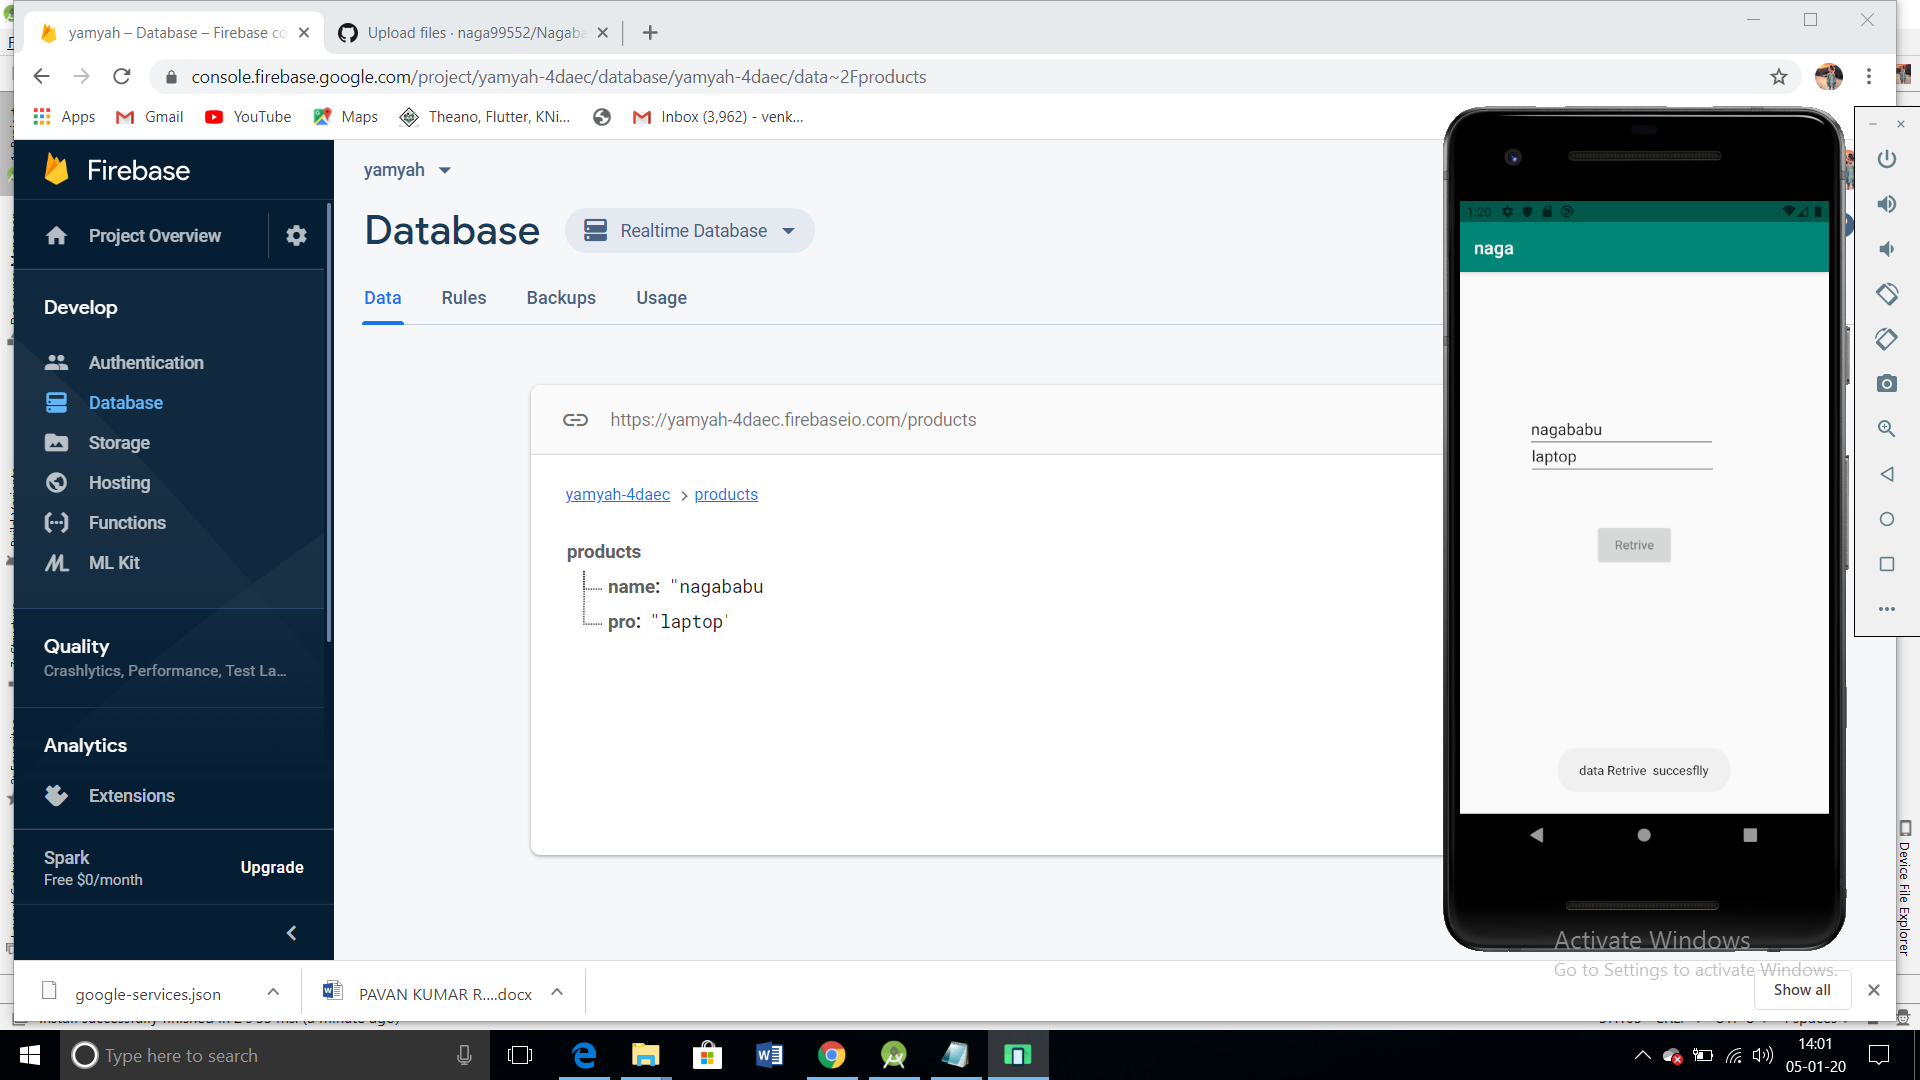 yamyah – Database – Firebase co
Upload files · naga99552/Nagaba
console.firebase.google.com/project/yamyah-4daec/database/yamyah-4daec/data~2Fproducts
Apps
Gmail
YouTube
Maps
Theano, Flutter, KNi...
Inbox (3,962) - venk...
Firebase
Project Overview
Develop
Authentication
Database
Storage
Hosting
Functions
ML Kit
Quality
Crashlytics, Performance, Test La...
Analytics
Extensions
Spark
Free $0/month
Upgrade
yamyah
Database
Realtime Database
Data
Rules
Backups
Usage
https://yamyah-4daec.firebaseio.com/products
yamyah-4daec > products
products
name: "nagababu
pro: "laptop"
1:20
naga
nagababu
laptop
Retrive
data Retrive succesflly
Device File Explorer
Activate Windows
Go to Settings to activate Windows.
google-services.json
PAVAN KUMAR R....docx
Show all
Type here to search
14:01
05-01-20